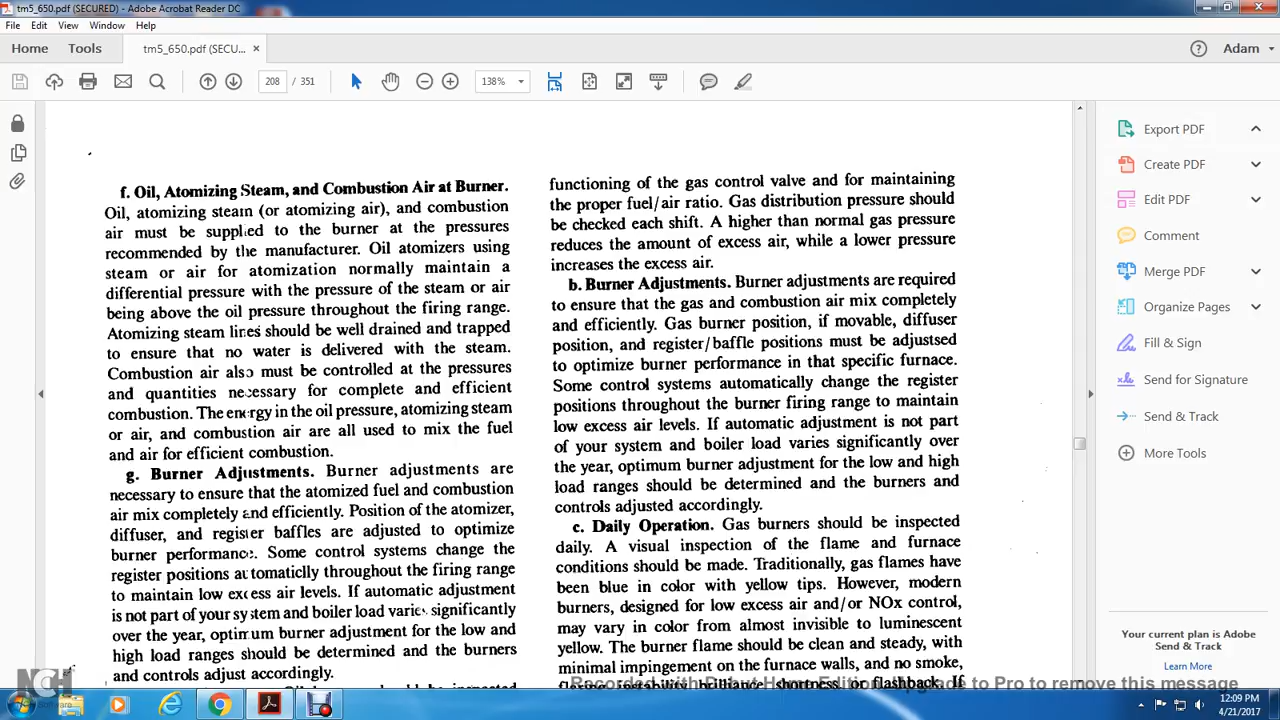 tm5_650.pdf (SECURED) - Adobe Acrobat Reader DC
File Edit View Window Help
Home Tools tm5_650.pdf (SECU... × Adam
208 / 351 138%
f. Oil, Atomizing Steam, and Combustion Air at Burner.
Oil, atomizing steam (or atomizing air), and combustion
air must be supplied to the burner at the pressures
recommended by the manufacturer. Oil atomizers using
steam or air for atomization normally maintain a
differential pressure with the pressure of the steam or air
being above the oil pressure throughout the firing range.
Atomizing steam lines should be well drained and trapped
to ensure that no water is delivered with the steam.
Combustion air also must be controlled at the pressures
and quantities necessary for complete and efficient
combustion. The energy in the oil pressure, atomizing steam
or air, and combustion air are all used to mix the fuel
and air for efficient combustion.
g. Burner Adjustments. Burner adjustments are
necessary to ensure that the atomized fuel and combustion
air mix completely and efficiently. Position of the atomizer,
diffuser, and register baffles are adjusted to optimize
burner performance. Some control systems change the
register positions automaticlly throughout the firing range
to maintain low excess air levels. If automatic adjustment
is not part of your system and boiler load varies significantly
over the year, optimum burner adjustment for the low and
high load ranges should be determined and the burners
and controls adjust accordingly.
functioning of the gas control valve and for maintaining
the proper fuel/air ratio. Gas distribution pressure should
be checked each shift. A higher than normal gas pressure
reduces the amount of excess air, while a lower pressure
increases the excess air.
b. Burner Adjustments. Burner adjustments are required
to ensure that the gas and combustion air mix completely
and efficiently. Gas burner position, if movable, diffuser
position, and register/baffle positions must be adjustsed
to optimize burner performance in that specific furnace.
Some control systems automatically change the register
positions throughout the burner firing range to maintain
low excess air levels. If automatic adjustment is not part
of your system and boiler load varies significantly over
the year, optimum burner adjustment for the low and high
load ranges should be determined and the burners and
controls adjusted accordingly.
c. Daily Operation. Gas burners should be inspected
daily. A visual inspection of the flame and furnace
conditions should be made. Traditionally, gas flames have
been blue in color with yellow tips. However, modern
burners, designed for low excess air and/or NOx control,
may vary in color from almost invisible to luminescent
yellow. The burner flame should be clean and steady, with
minimal impingement on the furnace walls, and no smoke,
Export PDF
Create PDF
Edit PDF
Comment
Merge PDF
Organize Pages
Fill & Sign
Send for Signature
Send & Track
More Tools
Your current plan is Adobe
Send & Track
Learn More
NCH
Recorded with Debut Home Edition. Upgrade to Pro to remove this message
12:09 PM
4/21/2017